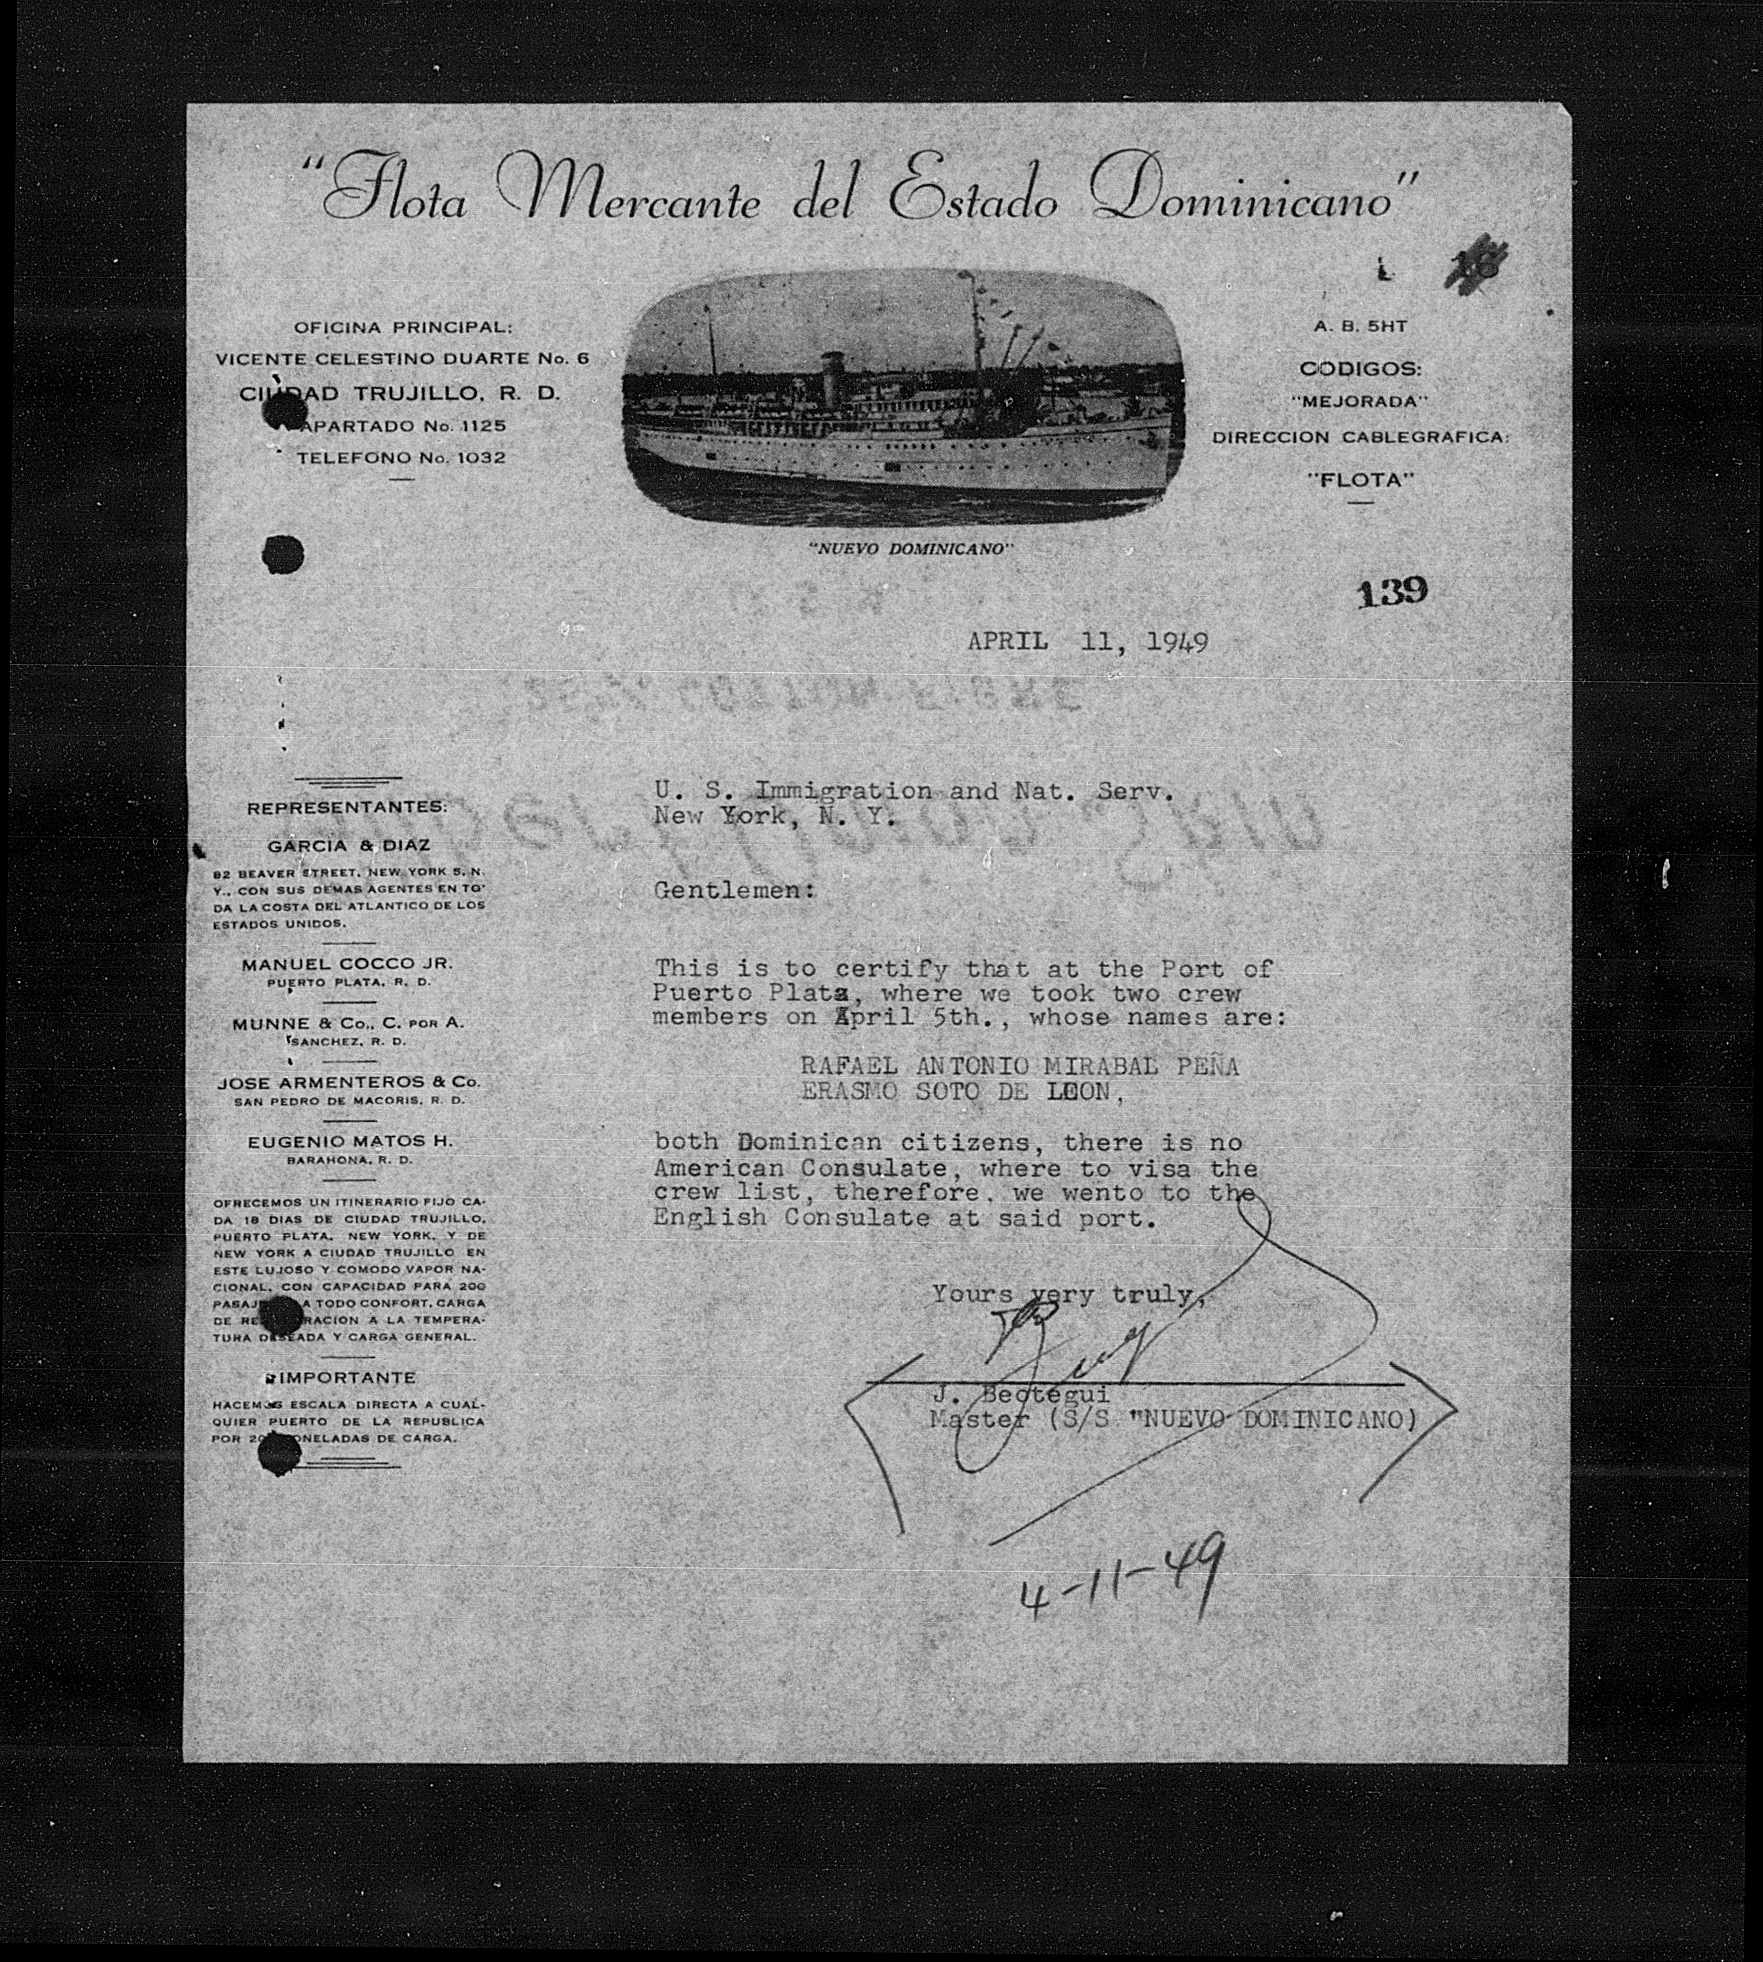 "Flota Mercante del Estado Dominicano"
OFICINA PRINCIPAL:
VICENTE CELESTINO DUARTE No. 6
CIUDAD TRUJILLO, R. D.
APARTADO No. 1125
TELEFONO No. 1032
"NUEVO DOMINICANO"
A. B. 5HT
CODIGOS:
"MEJORADA"
DIRECCION CABLEGRAFICA:
"FLOTA"
139
APRIL 11, 1949
REPRESENTANTES:
GARCIA & DIAZ
82 BEAVER STREET, NEW YORK 5, N.
Y., CON SUS DEMAS AGENTES EN TO-
DA LA COSTA DEL ATLANTICO DE LOS
ESTADOS UNIDOS.
MANUEL COCCO JR.
PUERTO PLATA, R. D.
MUNNE & Co., C. POR A.
SANCHEZ, R. D.
JOSE ARMENTEROS & Co.
SAN PEDRO DE MACORIS, R. D.
EUGENIO MATOS H.
BARAHONA, R. D.
OFRECEMOS UN ITINERARIO FIJO CA-
DA 18 DIAS DE CIUDAD TRUJILLO,
PUERTO PLATA, NEW YORK, Y DE
NEW YORK A CIUDAD TRUJILLO EN
ESTE LUJOSO Y COMODO VAPOR NA-
CIONAL, CON CAPACIDAD PARA 200
A TODO CONFORT, CARGA
DE A LA TEMPERA-
TURA DESEADA Y CARGA GENERAL.
IMPORTANTE
HACEMOS ESCALA DIRECTA A CUAL-
QUIER PUERTO DE LA REPUBLICA
POR DE CARGA.
U. S. Immigration and Nat. Serv.
New York, N. Y.
Gentlemen:
This is to certify that at the Port of
Puerto Plata, where we took two crew
members on April 5th., whose names are:
RAFAEL ANTONIO MIRABAL PEÑA
ERASMO SOTO DE LEON,
both Dominican citizens, there is no
American Consulate, where to visa the
crew list, therefore, we wento to the
English Consulate at said port.
Yours very truly,
J. Beotegui
Master (S/S "NUEVO DOMINICANO)
4-11-49